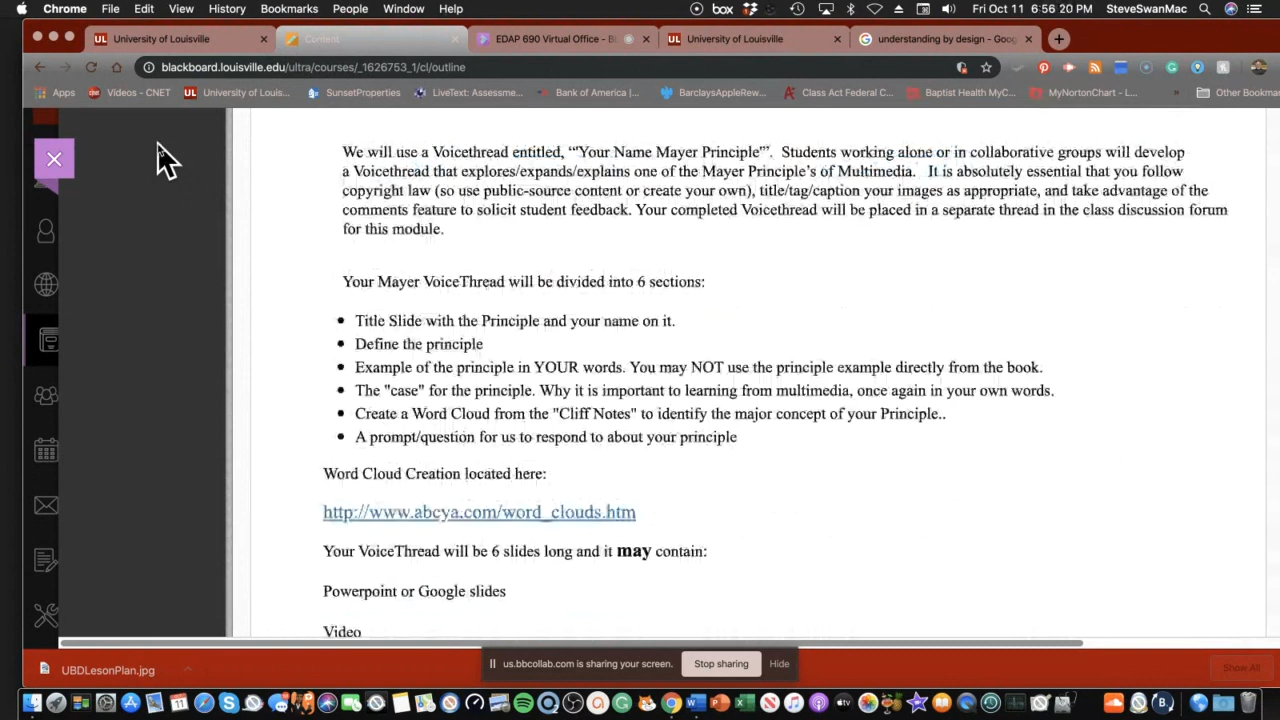 Chrome File Edit View History Bookmarks People Window Help box Fri Oct 11 6:56:20 PM SteveSwanMac
University of Louisville × Content × EDAP 690 Virtual Office - B × University of Louisville × understanding by design - Goog ×
blackboard.louisville.edu/ultra/courses/_1626753_1/cl/outline
Apps Videos - CNET University of Louis... SunsetProperties LiveText: Assessme... Bank of America |... BarclaysAppleRew... Class Act Federal C... Baptist Health MyC... MyNortonChart - L... » Other Bookmar
We will use a Voicethread entitled, “"Your Name Mayer Principle"”. Students working alone or in collaborative groups will develop
a Voicethread that explores/expands/explains one of the Mayer Principle’s of Multimedia. It is absolutely essential that you follow
copyright law (so use public-source content or create your own), title/tag/caption your images as appropriate, and take advantage of the
comments feature to solicit student feedback. Your completed Voicethread will be placed in a separate thread in the class discussion forum
for this module.
Your Mayer VoiceThread will be divided into 6 sections:
• Title Slide with the Principle and your name on it.
• Define the principle
• Example of the principle in YOUR words. You may NOT use the principle example directly from the book.
• The "case" for the principle. Why it is important to learning from multimedia, once again in your own words.
• Create a Word Cloud from the "Cliff Notes" to identify the major concept of your Principle..
• A prompt/question for us to respond to about your principle
Word Cloud Creation located here:
http://www.abcya.com/word_clouds.htm
Your VoiceThread will be 6 slides long and it may contain:
Powerpoint or Google slides
Video
us.bbcollab.com is sharing your screen. Stop sharing Hide
UBDLessonPlan.jpg Show All